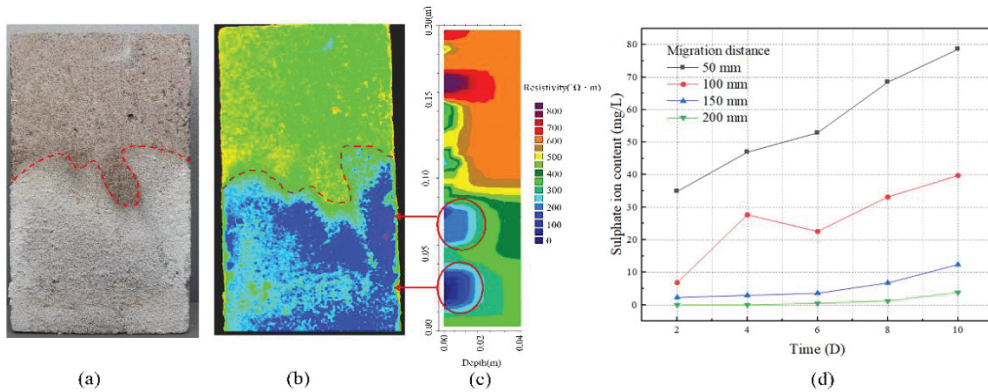 0.20(m)
0.15
0.10
0.05
0.00
0.00
0.02
0.04
Depth(m)
Resistivity(Ω·m)
800
700
600
500
400
300
200
100
0
Migration distance
50 mm
100 mm
150 mm
200 mm
Sulphate ion content (mg/L)
80
70
60
50
40
30
20
10
0
2 4 6 8 10
Time (D)
(a) (b) (c) (d)